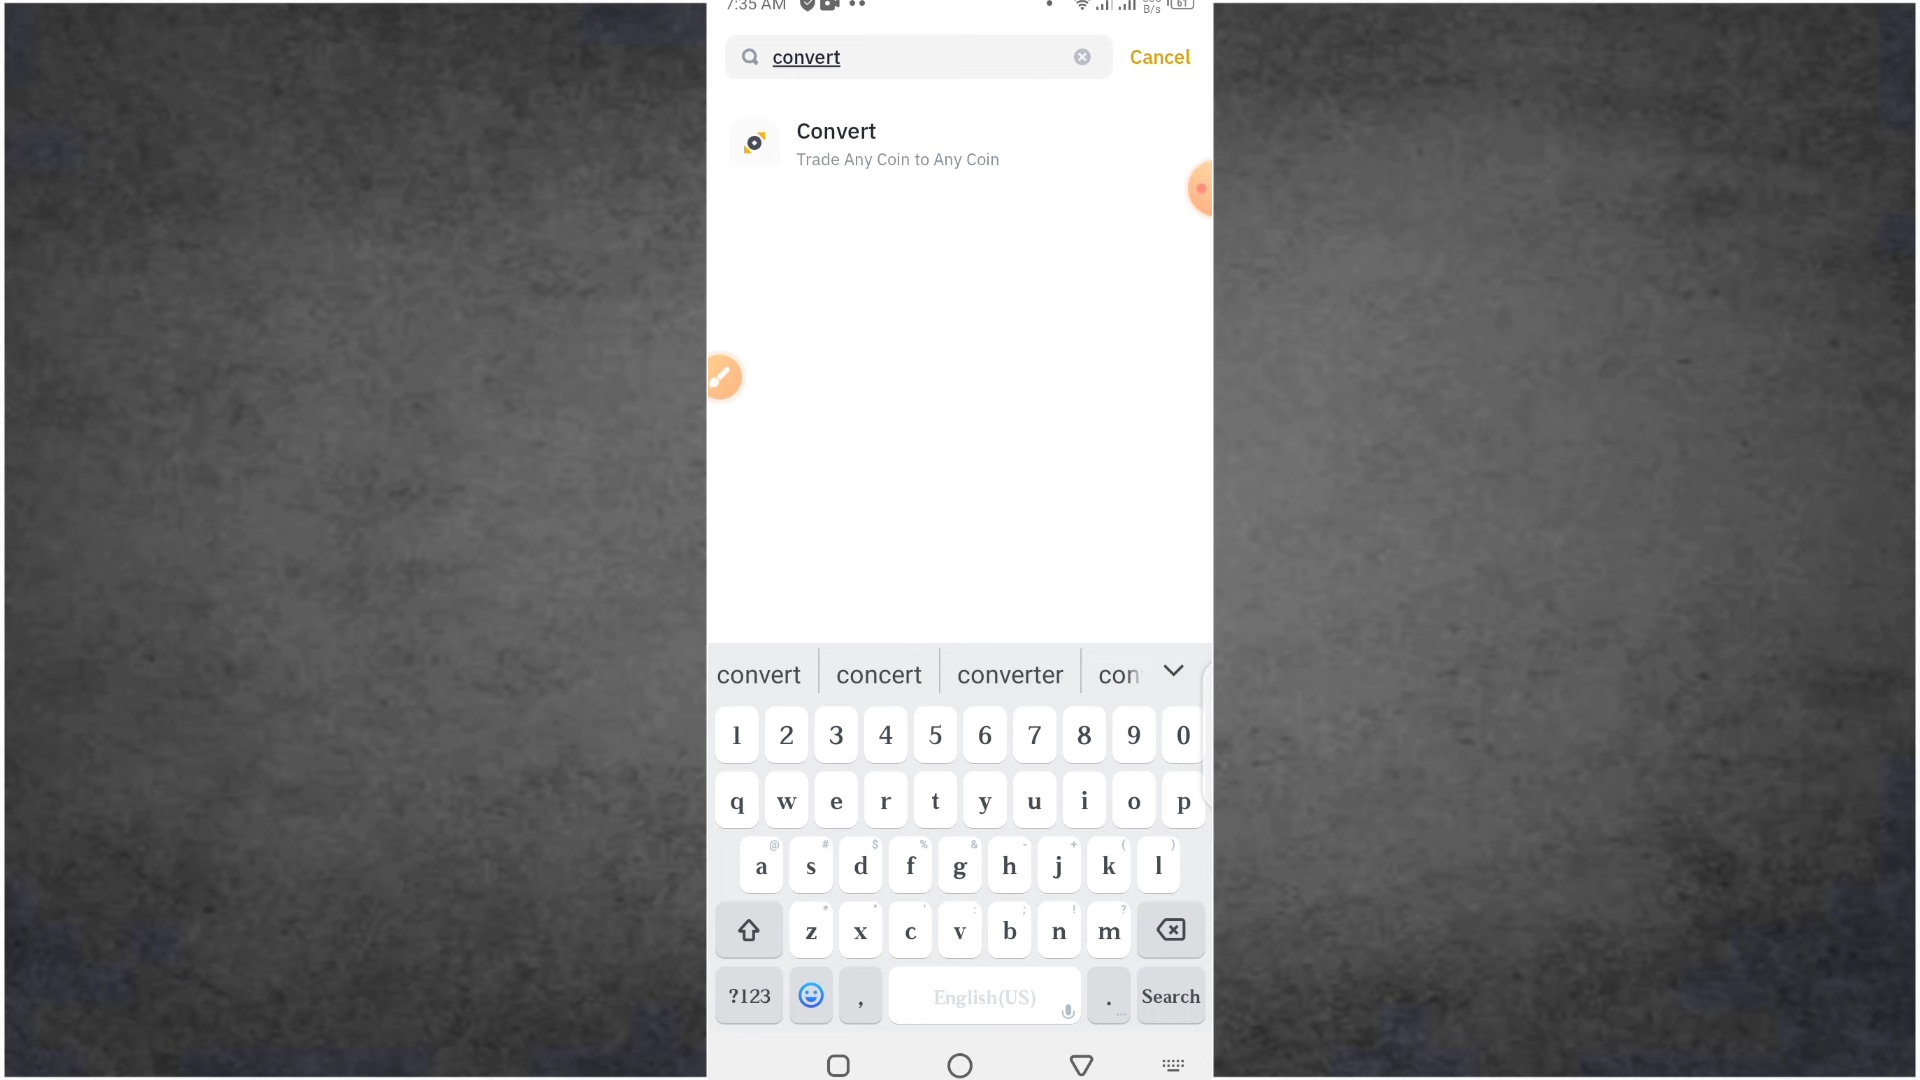 7:35 AM
B/s 61
convert
Cancel
Convert
Trade Any Coin to Any Coin
convert concert converter con
1 2 3 4 5 6 7 8 9 0
q w e r t y u i o p
@ # $ % & - + ( )
a s d f g h j k l
* " ' : ; ! ?
z x c v b n m
?123 , English(US) . ... Search